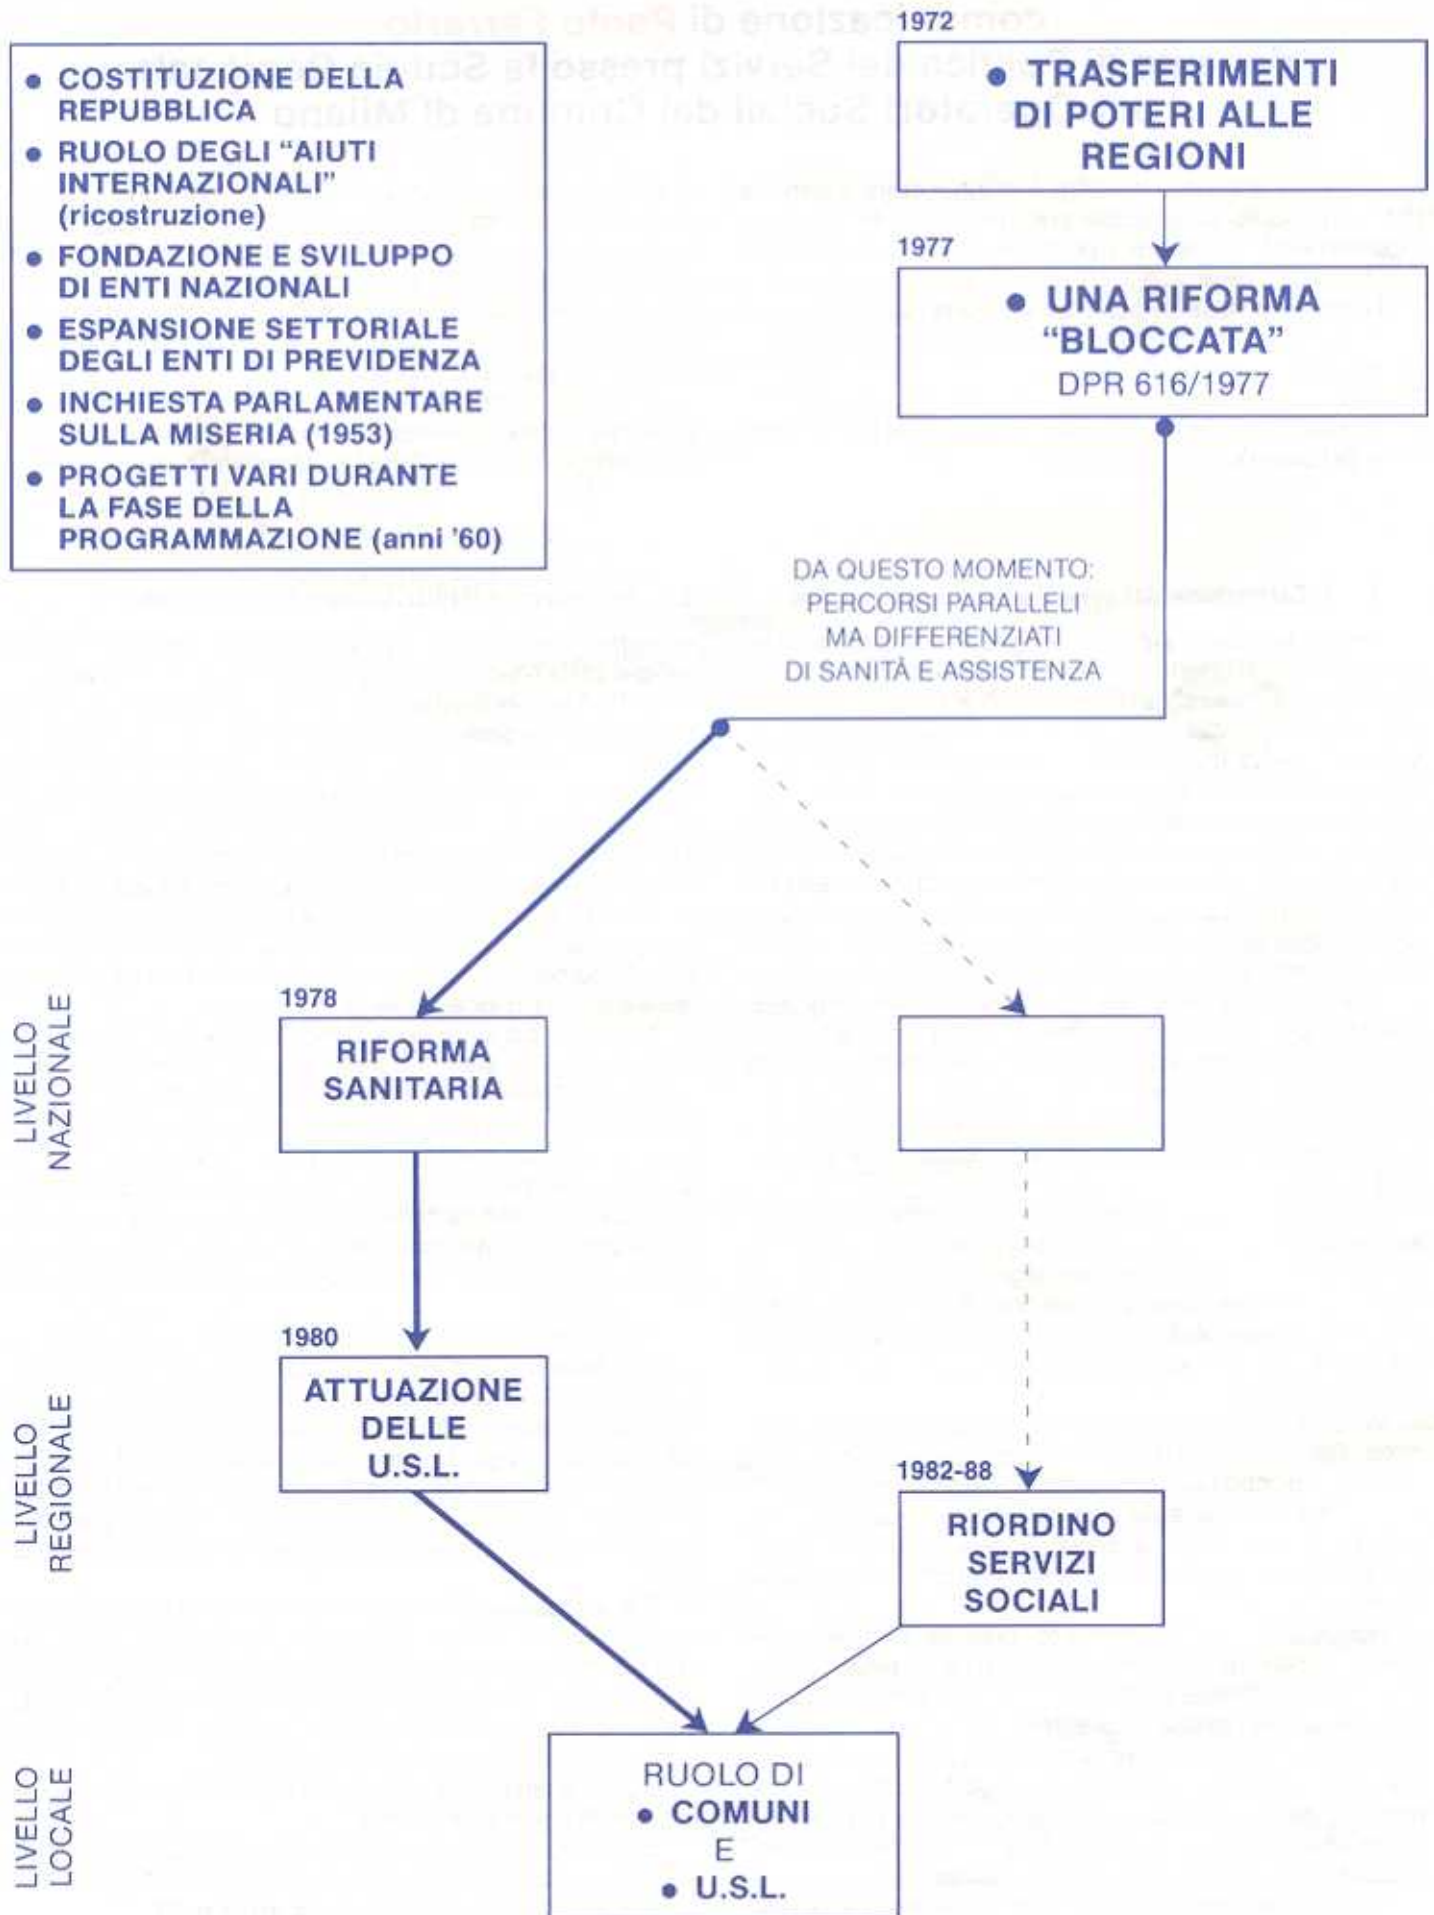 ● COSTITUZIONE DELLA
REPUBBLICA
● RUOLO DEGLI “AIUTI
INTERNAZIONALI”
(ricostruzione)
● FONDAZIONE E SVILUPPO
DI ENTI NAZIONALI
● ESPANSIONE SETTORIALE
DEGLI ENTI DI PREVIDENZA
● INCHIESTA PARLAMENTARE
SULLA MISERIA (1953)
● PROGETTI VARI DURANTE
LA FASE DELLA
PROGRAMMAZIONE (anni '60)
1972
● TRASFERIMENTI
DI POTERI ALLE
REGIONI
1977
● UNA RIFORMA
“BLOCCATA”
DPR 616/1977
DA QUESTO MOMENTO:
PERCORSI PARALLELI
MA DIFFERENZIATI
DI SANITÀ E ASSISTENZA
LIVELLO
NAZIONALE
1978
RIFORMA
SANITARIA
LIVELLO
REGIONALE
1980
ATTUAZIONE
DELLE
U.S.L.
1982-88
RIORDINO
SERVIZI
SOCIALI
LIVELLO
LOCALE
RUOLO DI
● COMUNI
E
● U.S.L.